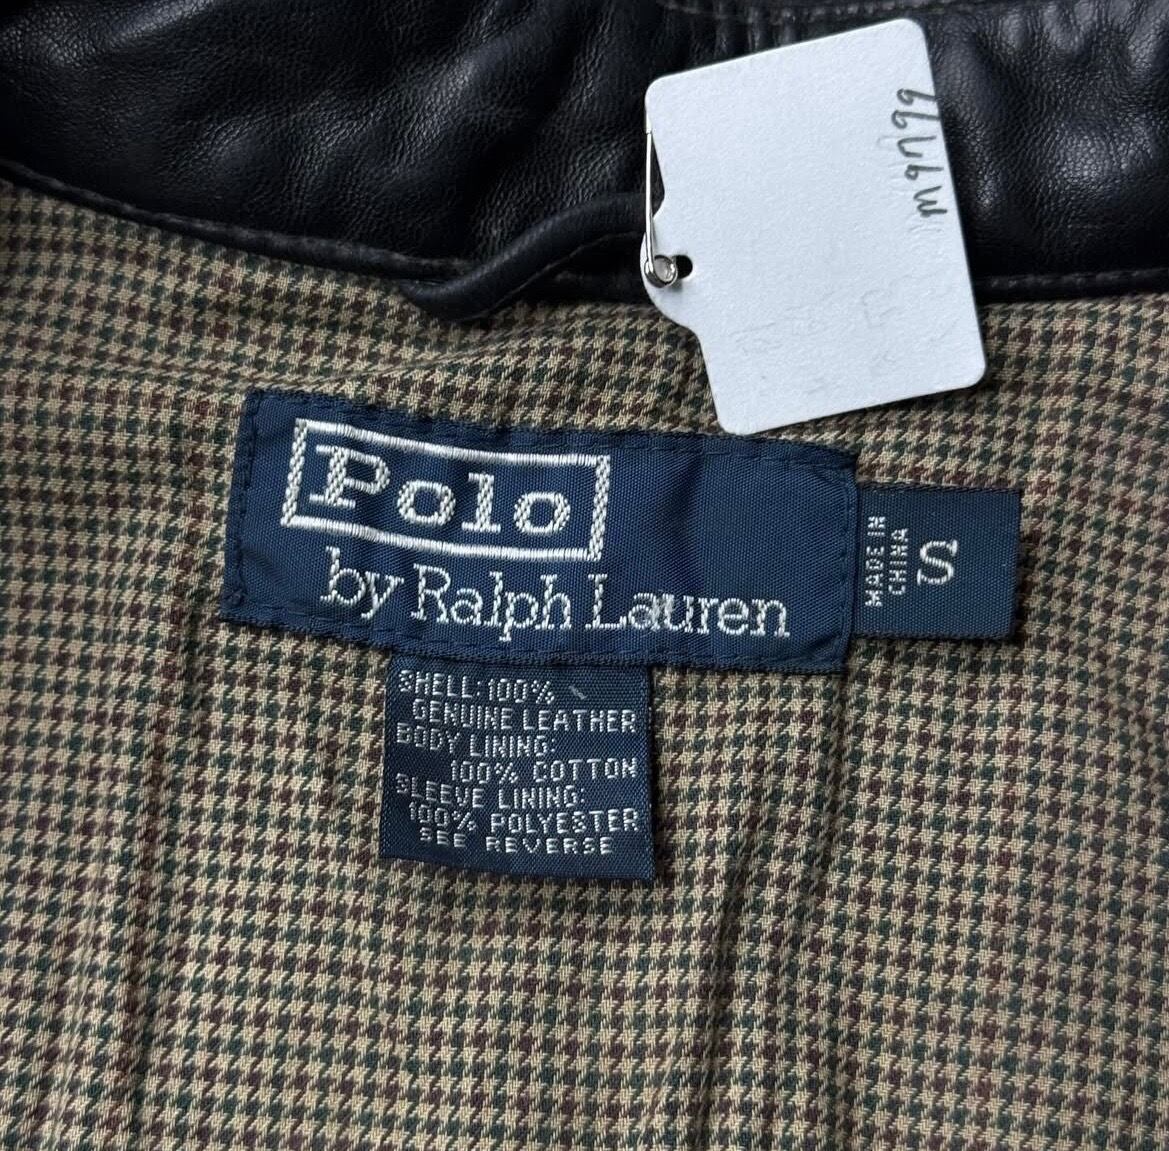 M9799
Polo
by Ralph Lauren
MADE IN
CHINA
S
SHELL:100%
GENUINE LEATHER
BODY LINING:
100% COTTON
SLEEVE LINING:
100% POLYESTER
SEE REVERSE